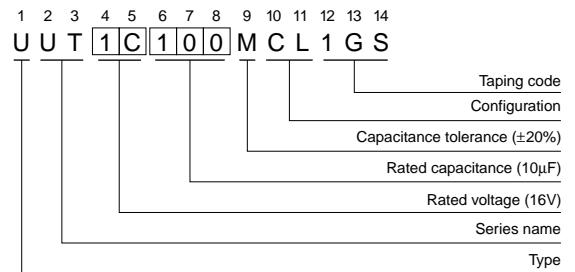 1 2 3 4 5 6 7 8 9 10 11 12 13 14
U U T 1 C 1 0 0 M C L 1 G S
Taping code
Configuration
Capacitance tolerance (±20%)
Rated capacitance (10μF)
Rated voltage (16V)
Series name
Type